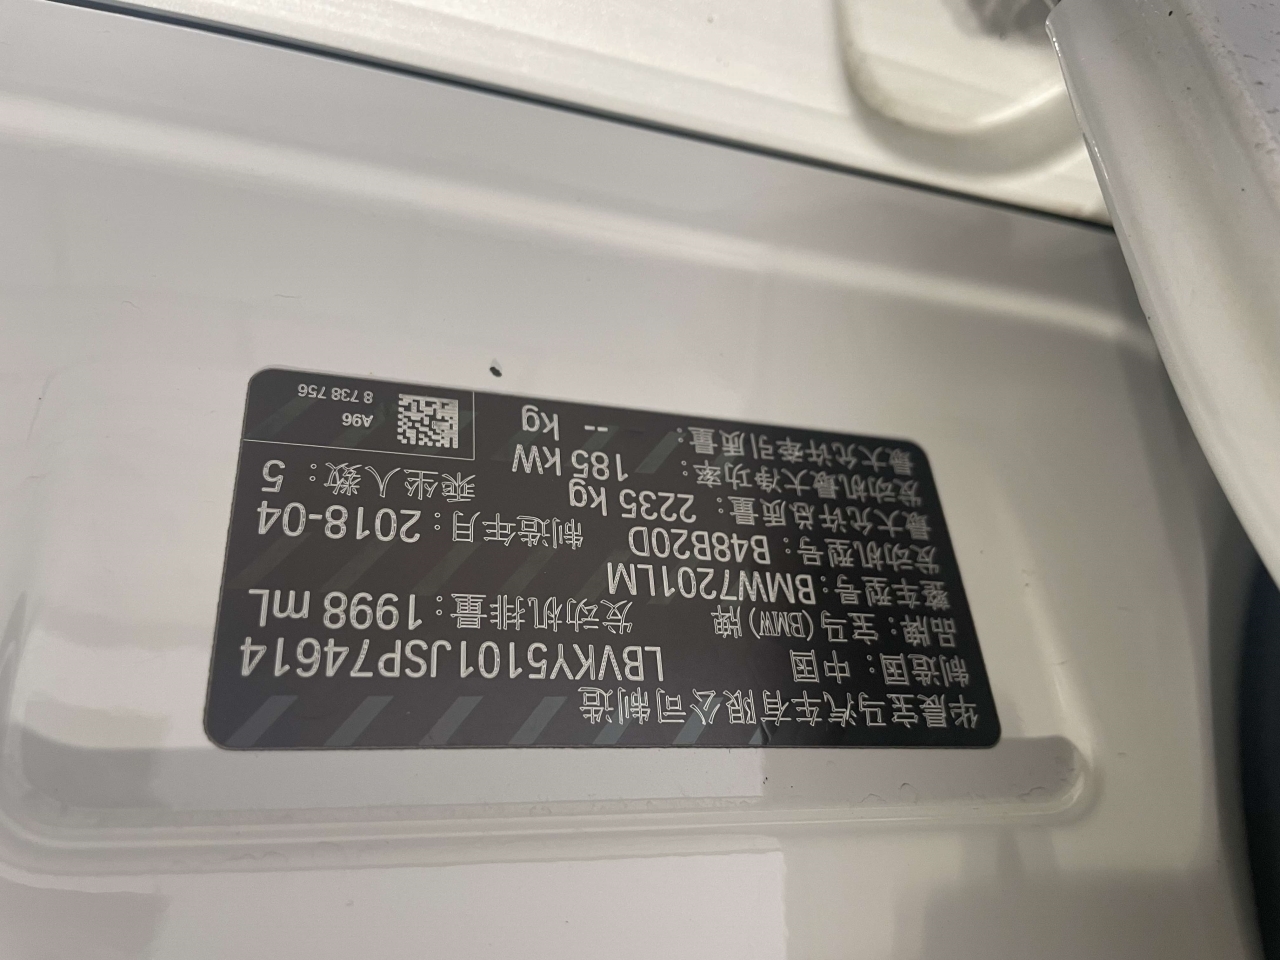 华晨宝马汽车有限公司制造
制造国：中国 LBVKY5101JSP74614
品牌：宝马(BMW)牌 发动机排量：1998 mL
整车型号：BMW7201LM
发动机型号：B48B20D 制造年月：2018-04
最大允许总质量：2235 kg 乘坐人数：5
发动机最大净功率：185 kW
最大允许牵引质量：-- kg
A96
8 738 756